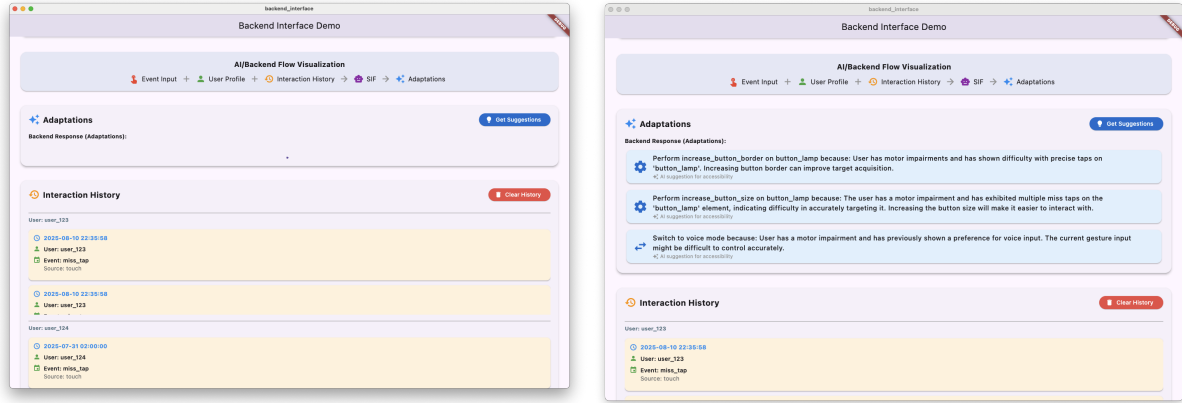 backend_interface
Backend Interface Demo
DEBUG
AI/Backend Flow Visualization
Event Input + User Profile + Interaction History → SIF → Adaptations
Adaptations
Get Suggestions
Backend Response (Adaptations):
Interaction History
Clear History
User: user_123
2025-08-10 22:35:58
User: user_123
Event: miss_tap
Source: touch
2025-08-10 22:35:58
User: user_123
User: user_124
2025-07-31 02:00:00
User: user_124
Event: miss_tap
Source: touch
backend_interface
Backend Interface Demo
DEBUG
AI/Backend Flow Visualization
Event Input + User Profile + Interaction History → SIF → Adaptations
Adaptations
Get Suggestions
Backend Response (Adaptations):
Perform increase_button_border on button_lamp because: User has motor impairments and has shown difficulty with precise taps on
'button_lamp'. Increasing button border can improve target acquisition.
AI suggestion for accessibility
Perform increase_button_size on button_lamp because: The user has a motor impairment and has exhibited multiple miss taps on the
'button_lamp' element, indicating difficulty in accurately targeting it. Increasing the button size will make it easier to interact with.
AI suggestion for accessibility
Switch to voice mode because: User has a motor impairment and has previously shown a preference for voice input. The current gesture input
might be difficult to control accurately.
AI suggestion for accessibility
Interaction History
Clear History
User: user_123
2025-08-10 22:35:58
User: user_123
Event: miss_tap
Source: touch